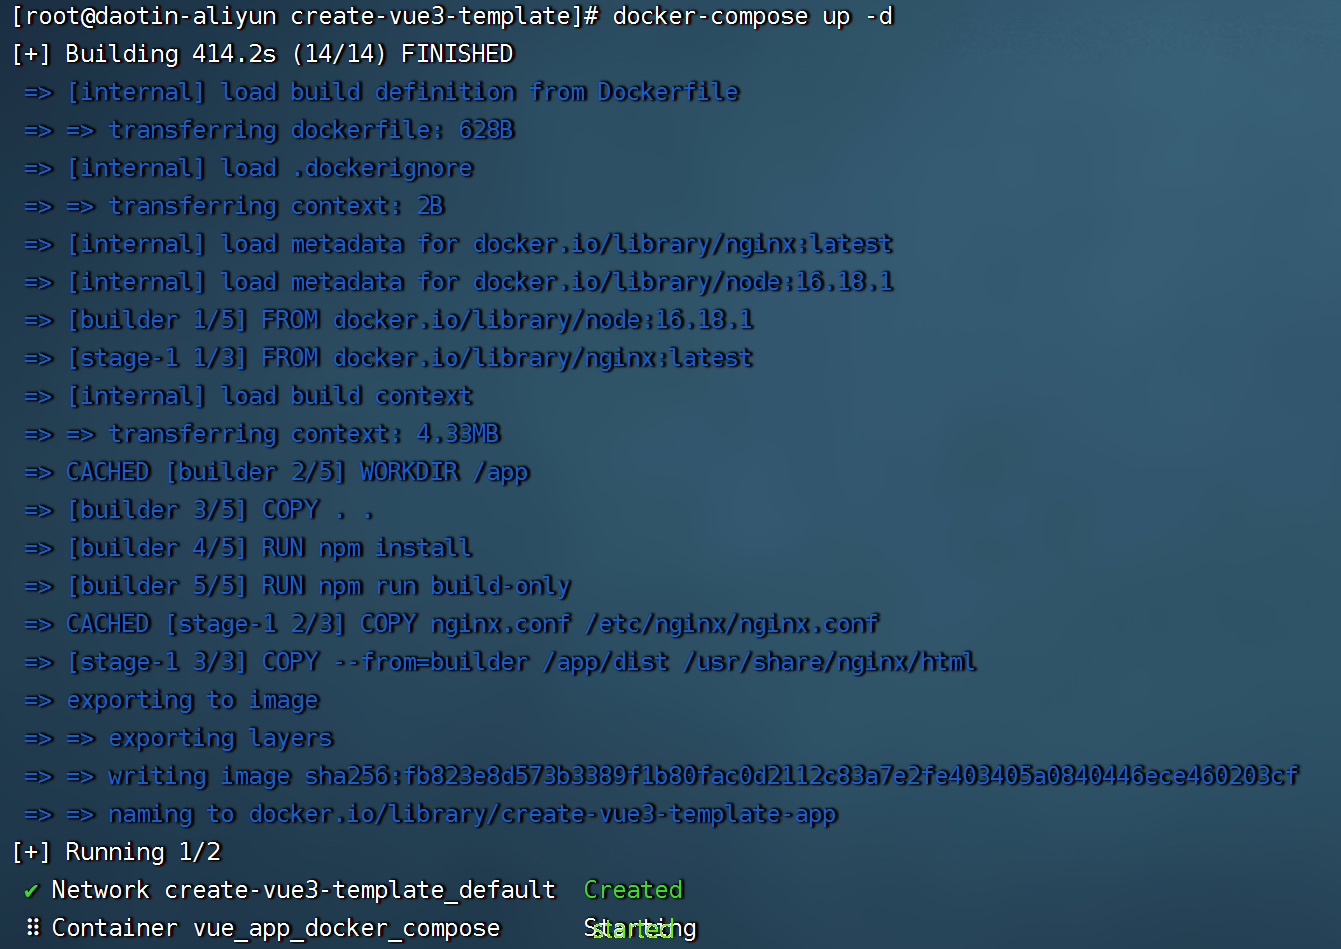 [root@daotin-aliyun create-vue3-template]# docker-compose up -d
[+] Building 414.2s (14/14) FINISHED
=> [internal] load build definition from Dockerfile
=> => transferring dockerfile: 628B
=> [internal] load .dockerignore
=> => transferring context: 2B
=> [internal] load metadata for docker.io/library/nginx:latest
=> [internal] load metadata for docker.io/library/node:16.18.1
=> [builder 1/5] FROM docker.io/library/node:16.18.1
=> [stage-1 1/3] FROM docker.io/library/nginx:latest
=> [internal] load build context
=> => transferring context: 4.33MB
=> CACHED [builder 2/5] WORKDIR /app
=> [builder 3/5] COPY . .
=> [builder 4/5] RUN npm install
=> [builder 5/5] RUN npm run build-only
=> CACHED [stage-1 2/3] COPY nginx.conf /etc/nginx/nginx.conf
=> [stage-1 3/3] COPY --from=builder /app/dist /usr/share/nginx/html
=> exporting to image
=> => exporting layers
=> => writing image sha256:fb823e8d573b3389f1b80fac0d2112c83a7e2fe403405a0840446ece460203cf
=> => naming to docker.io/library/create-vue3-template-app
[+] Running 1/2
✔ Network create-vue3-template_default Created
⠿ Container vue_app_docker_compose Starting started